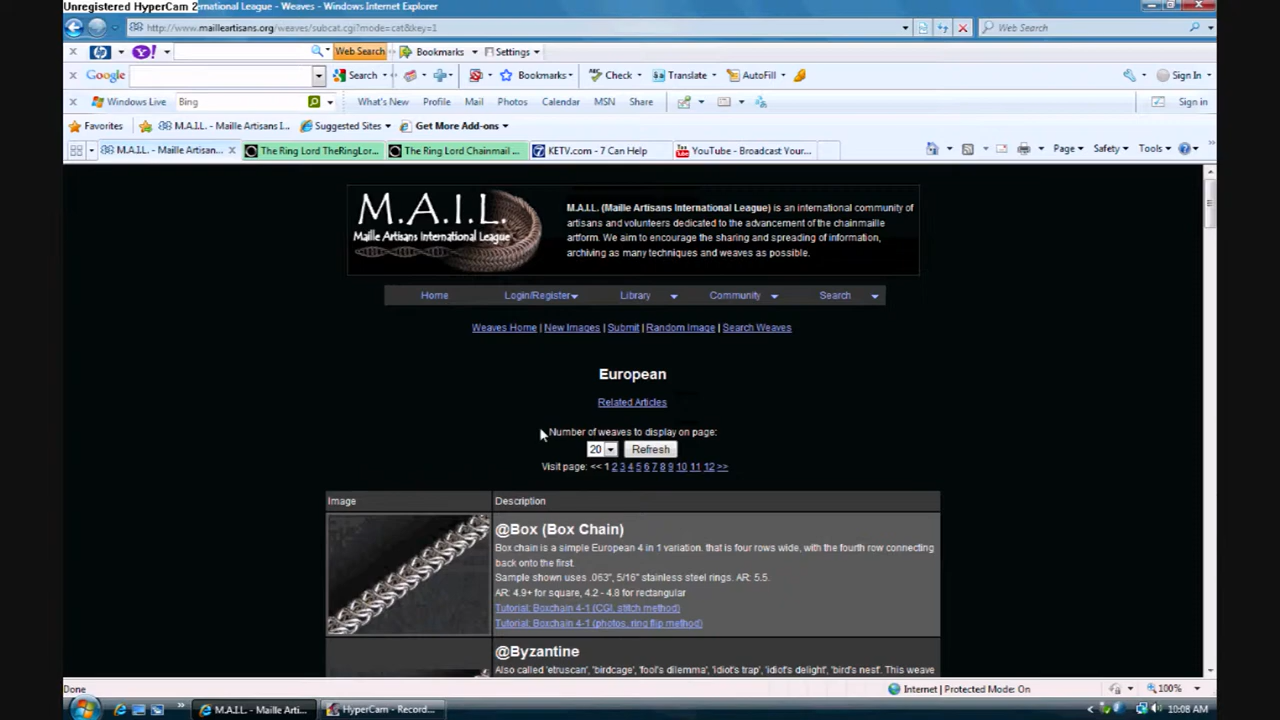 Unregistered HyperCam 2
ernational League - Weaves - Windows Internet Explorer
http://www.mailleartisans.org/weaves/subcat.cgi?mode=cat&key=1
Web Search
Web Search
Bookmarks
Settings
Google
Search
Bookmarks
Check
Translate
AutoFill
Sign In
Windows Live
Bing
What's New
Profile
Mail
Photos
Calendar
MSN
Share
Sign in
Favorites
M.A.I.L. - Maille Artisans I...
Suggested Sites
Get More Add-ons
M.A.I.L. - Maille Artisan...
The Ring Lord TheRingLor...
The Ring Lord Chainmail ...
KETV.com - 7 Can Help
YouTube - Broadcast Your...
Page
Safety
Tools
M.A.I.L.
Maille Artisans International League
M.A.I.L. (Maille Artisans International League) is an international community of
artisans and volunteers dedicated to the advancement of the chainmaille
artform. We aim to encourage the sharing and spreading of information,
archiving as many techniques and weaves as possible.
Home
Login/Register
Library
Community
Search
Weaves Home | New Images | Submit | Random Image | Search Weaves
European
Related Articles
Number of weaves to display on page:
20
Refresh
Visit page: << 1 2 3 4 5 6 7 8 9 10 11 12 >>
Image
Description
@Box (Box Chain)
Box chain is a simple European 4 in 1 variation. that is four rows wide, with the fourth row connecting
back onto the first.
Sample shown uses .063", 5/16" stainless steel rings. AR: 5.5.
AR: 4.9+ for square, 4.2 - 4.8 for rectangular
Tutorial: Boxchain 4-1 (CGI, stitch method)
Tutorial: Boxchain 4-1 (photos, ring flip method)
@Byzantine
Also called 'etruscan', 'birdcage', 'fool's dilemma', 'idiot's trap', 'idiot's delight', 'bird's nest'. This weave
Done
Internet | Protected Mode: On
100%
M.A.I.L. - Maille Arti...
HyperCam - Record...
10:08 AM